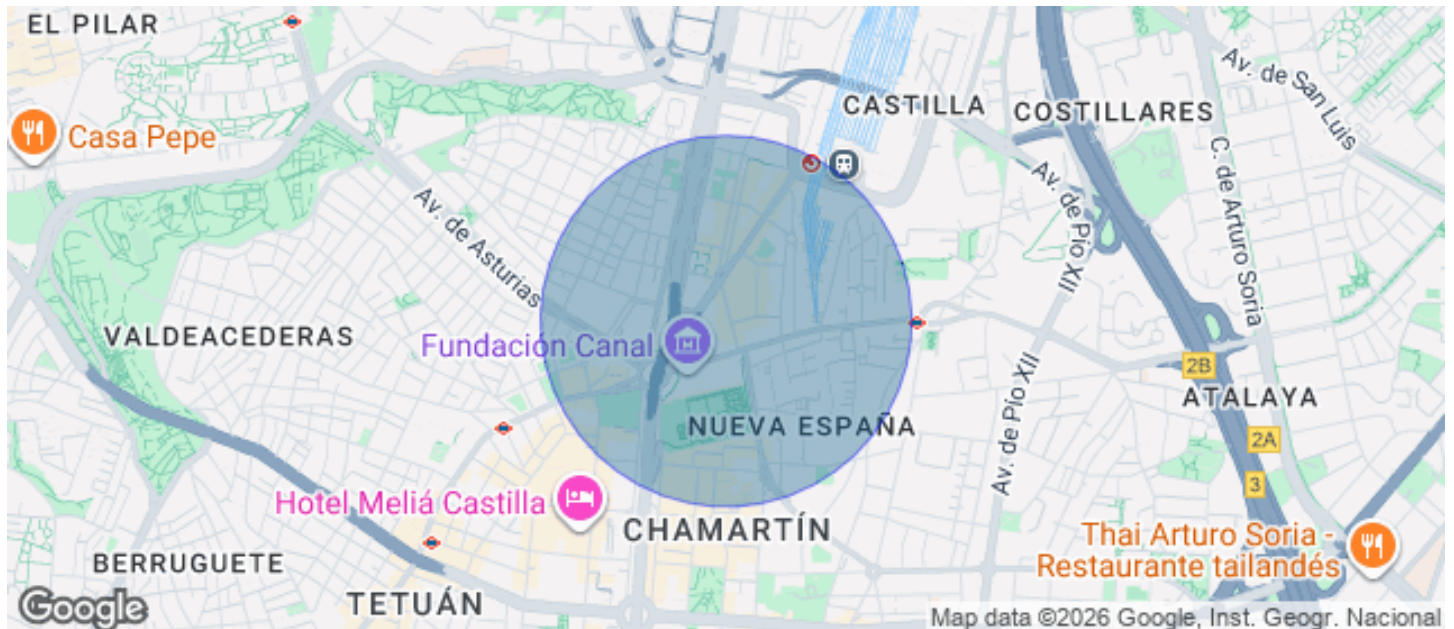 EL PILAR
Casa Pepe
CASTILLA
COSTILLARES
Av. de San Luis
C. de Arturo Soria
Av. de Pío XII
Av. de Asturias
VALDEACEDERAS
Fundación Canal
NUEVA ESPAÑA
2B
ATALAYA
Av. de Pío XII
2A
3
Hotel Meliá Castilla
CHAMARTÍN
Thai Arturo Soria -
Restaurante tailandés
BERRUGUETE
TETUÁN
Google
Map data ©2026 Google, Inst. Geogr. Nacional